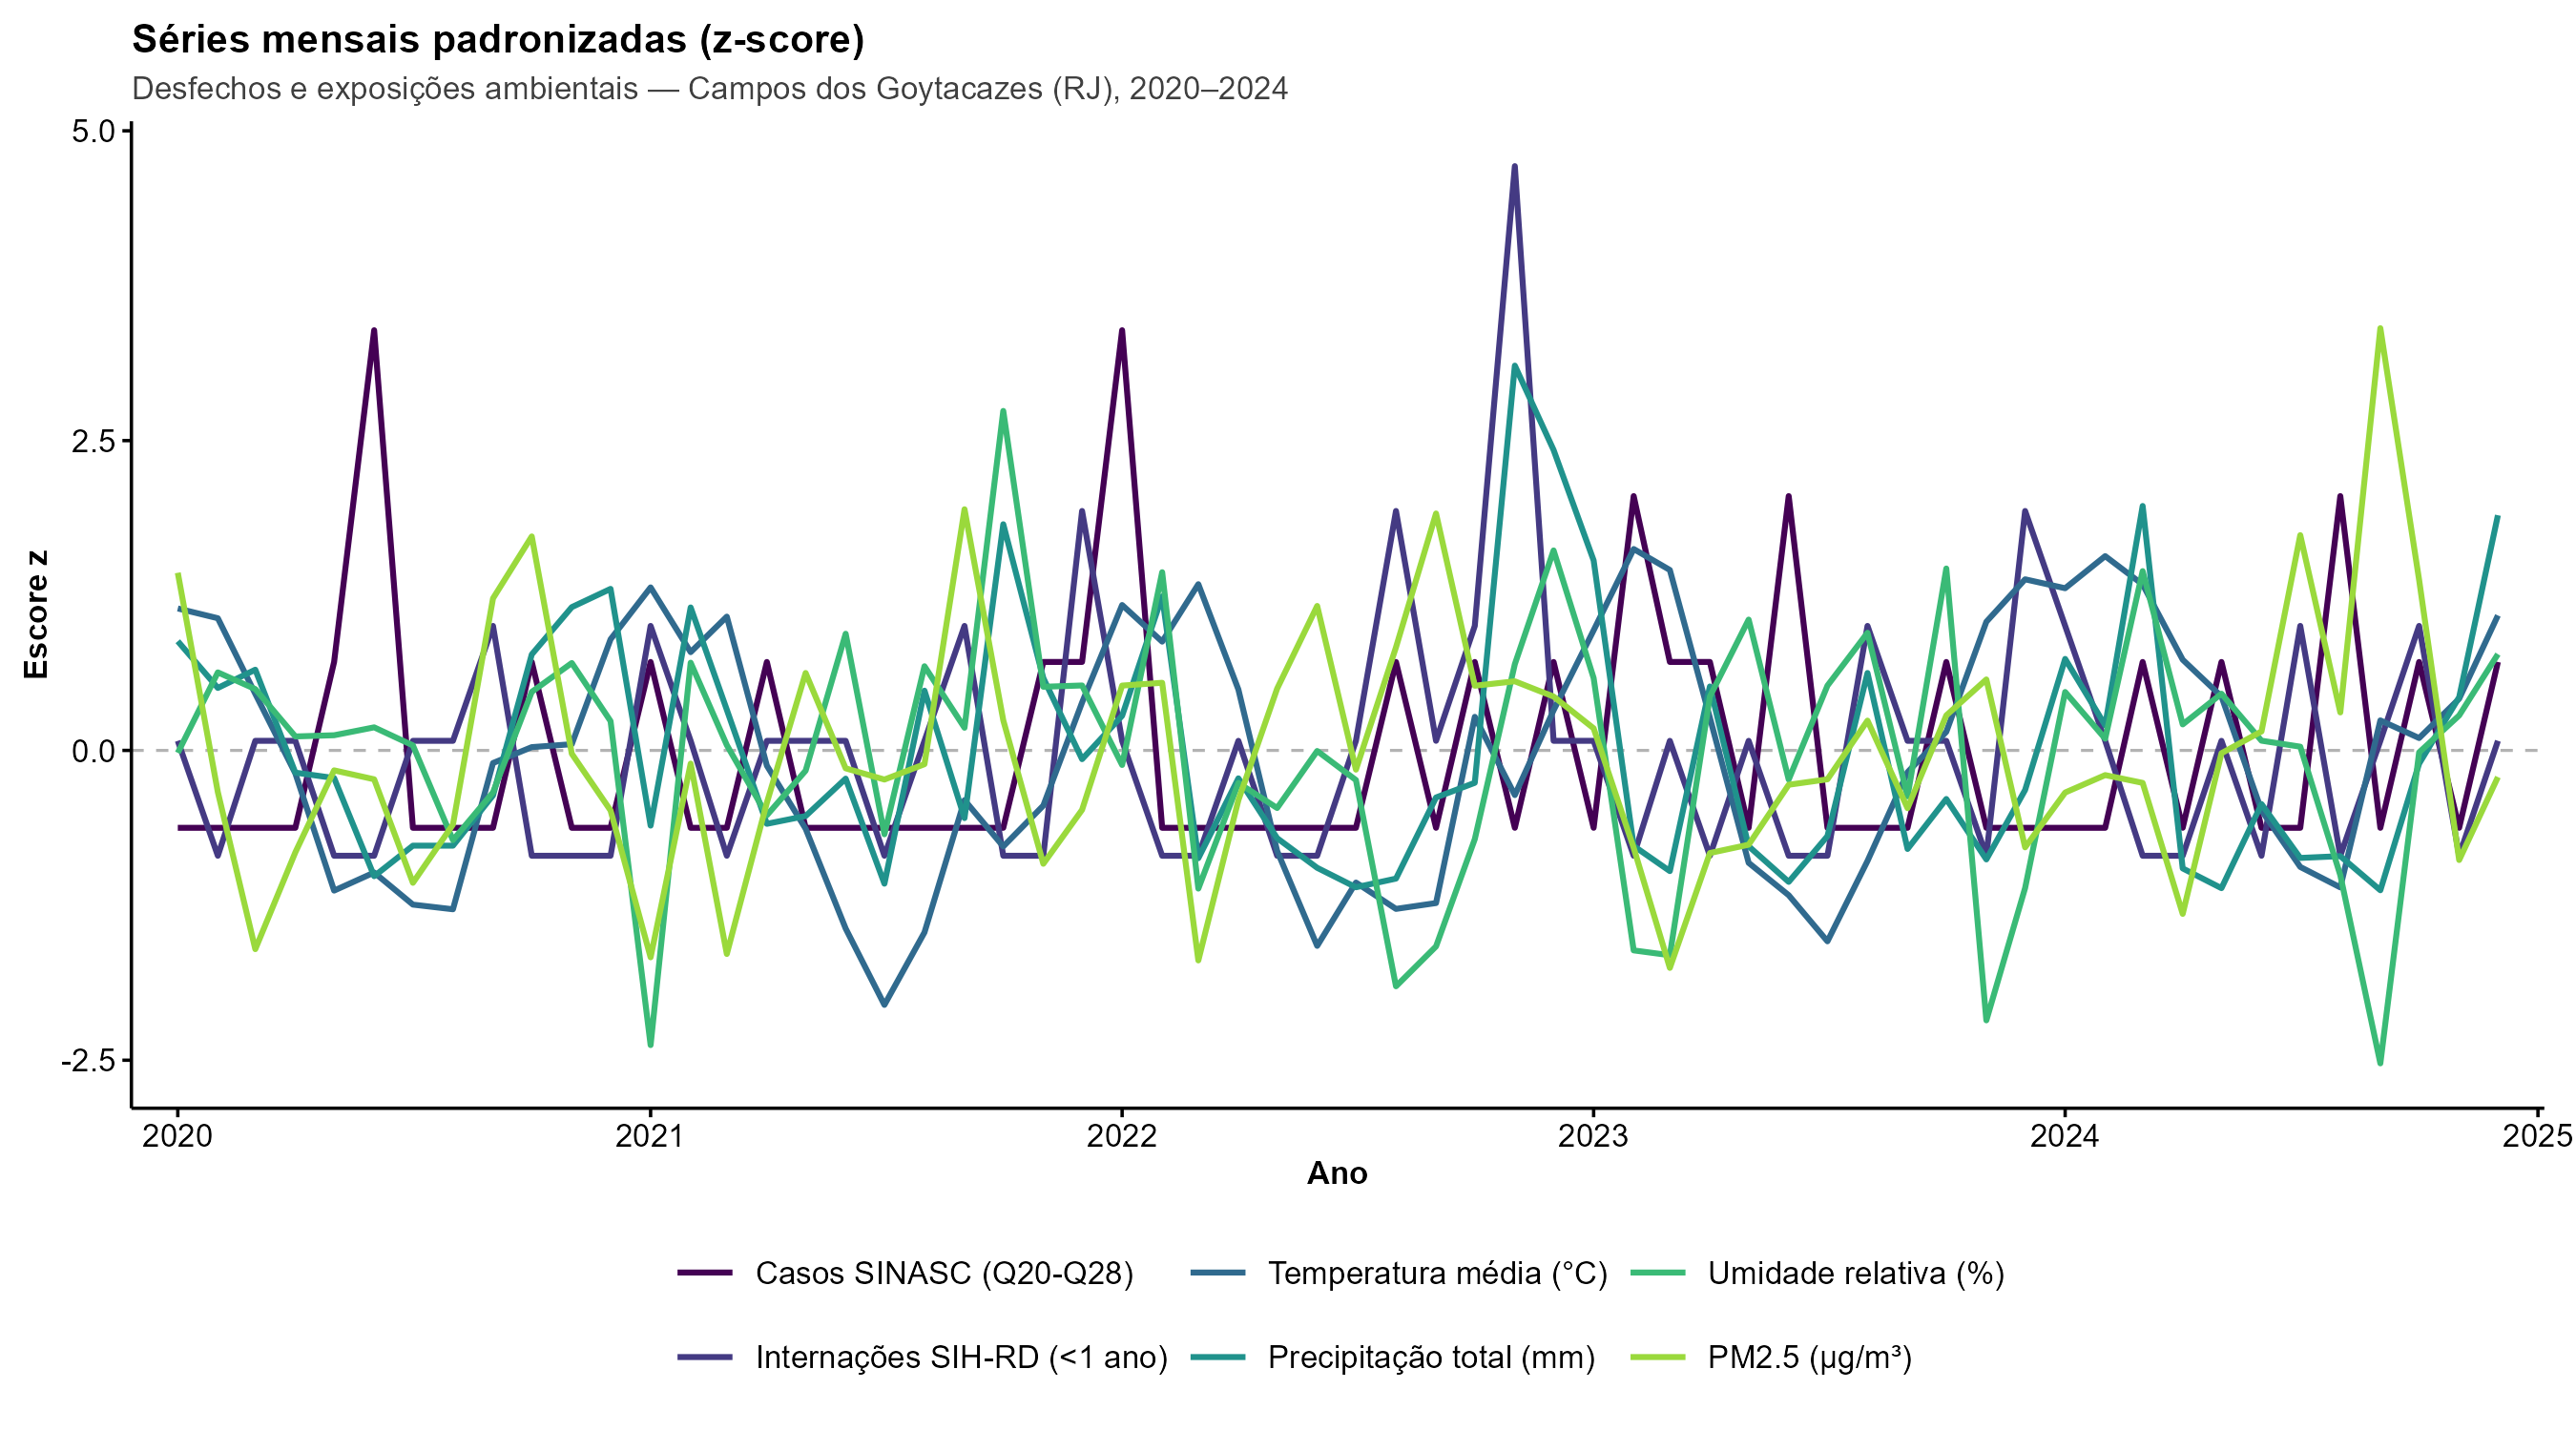 Séries mensais padronizadas (z-score)
Desfechos e exposições ambientais — Campos dos Goytacazes (RJ), 2020–2024
5.0
2.5
0.0
-2.5
Escore z
2020 2021 2022 2023 2024 2025
Ano
Casos SINASC (Q20-Q28) Temperatura média (°C) Umidade relativa (%)
Internações SIH-RD (<1 ano) Precipitação total (mm) PM2.5 (µg/m³)